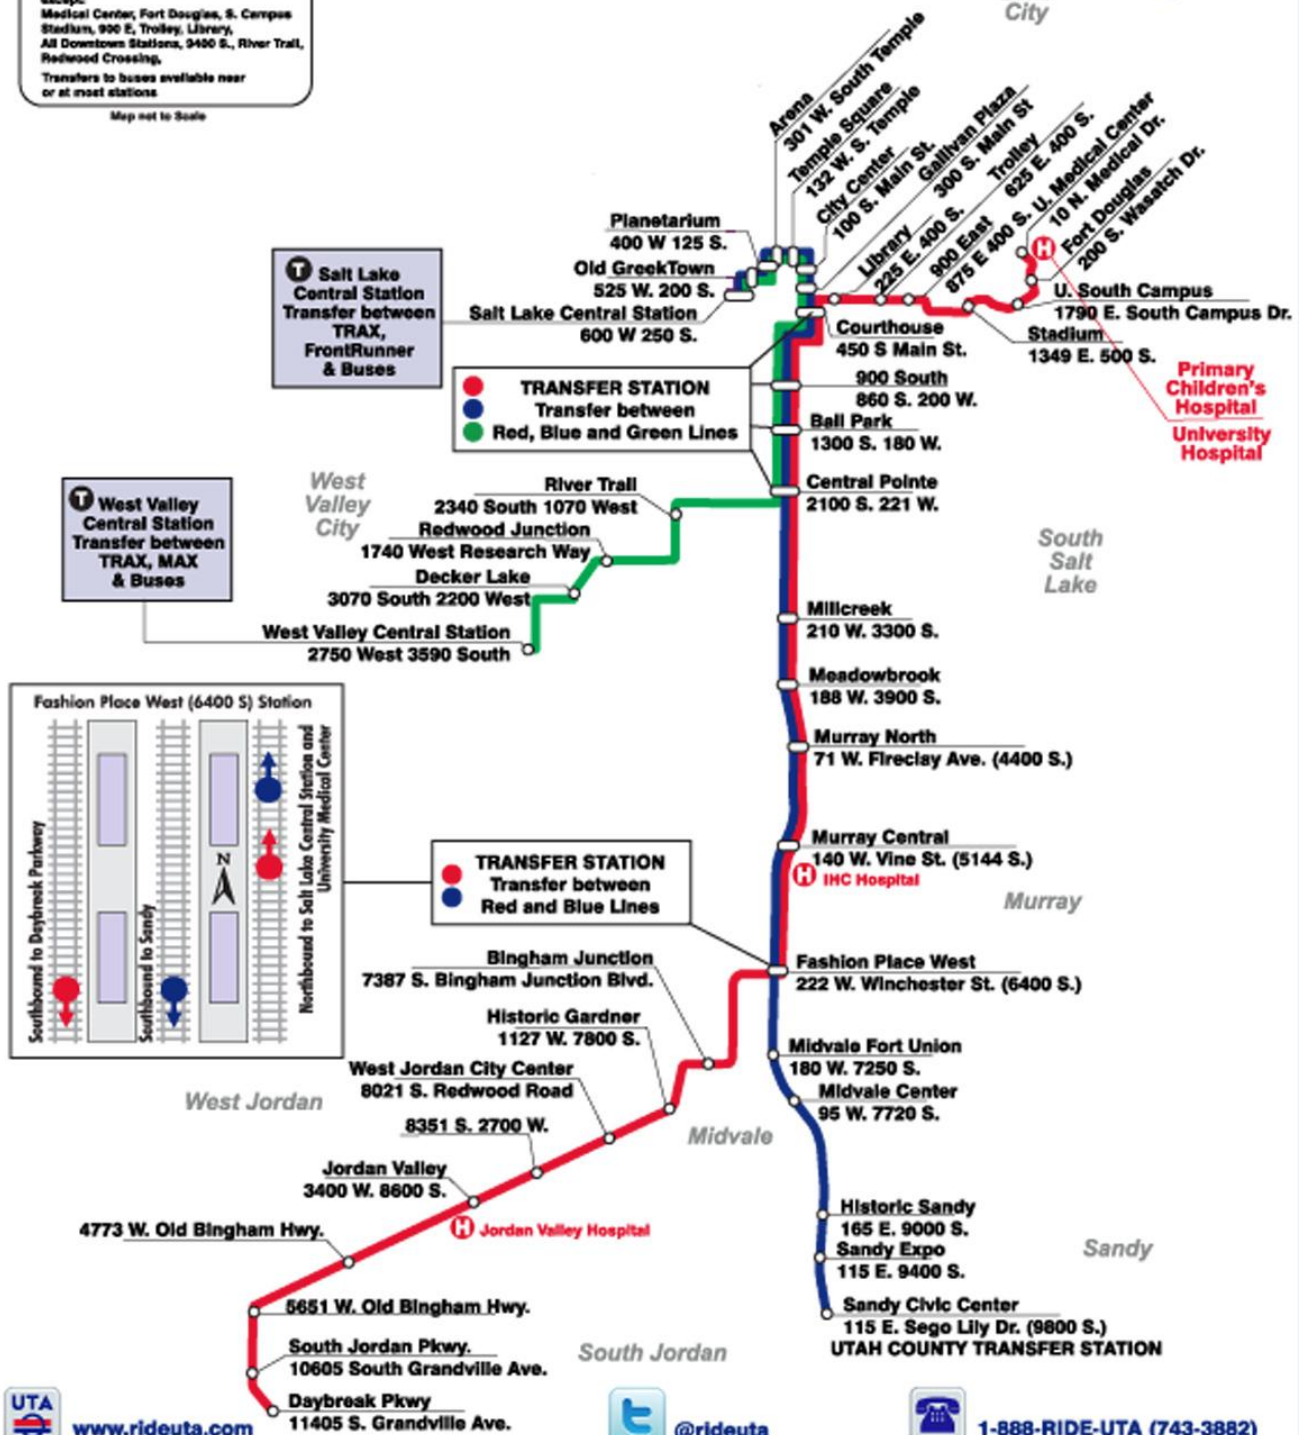 except
Medical Center, Fort Douglas, S. Campus
Stadium, 900 E, Trolley, Library,
All Downtown Stations, 9400 S., River Trail,
Redwood Crossing,
Transfers to buses available near
or at most stations
Map not to Scale
City
Arena
301 W. South Temple
Temple Square
132 W. S. Temple
City Center
100 S. Main St.
Gallivan Plaza
300 S. Main St
Library
225 E. 400 S.
Trolley
625 E. 400 S.
900 East
875 E 400 S.
U. Medical Center
10 N. Medical Dr.
Fort Douglas
200 S. Wasatch Dr.
Planetarium
400 W 125 S.
Old GreekTown
525 W. 200 S.
Salt Lake Central Station
600 W 250 S.
T Salt Lake
Central Station
Transfer between
TRAX,
FrontRunner
& Buses
H
U. South Campus
1790 E. South Campus Dr.
Stadium
1349 E. 500 S.
Courthouse
450 S Main St.
Primary
Children's
Hospital
University
Hospital
TRANSFER STATION
Transfer between
Red, Blue and Green Lines
900 South
860 S. 200 W.
Ball Park
1300 S. 180 W.
Central Pointe
2100 S. 221 W.
West
Valley
City
River Trail
2340 South 1070 West
Redwood Junction
1740 West Research Way
Decker Lake
3070 South 2200 West
West Valley Central Station
2750 West 3590 South
T West Valley
Central Station
Transfer between
TRAX, MAX
& Buses
South
Salt
Lake
Millcreek
210 W. 3300 S.
Meadowbrook
188 W. 3900 S.
Murray North
71 W. Fireclay Ave. (4400 S.)
Murray Central
140 W. Vine St. (5144 S.)
H IHC Hospital
Murray
Fashion Place West (6400 S) Station
Southbound to Daybreak Parkway
Southbound to Sandy
N
Northbound to Salt Lake Central Station and
University Medical Center
TRANSFER STATION
Transfer between
Red and Blue Lines
Fashion Place West
222 W. Winchester St. (6400 S.)
Bingham Junction
7387 S. Bingham Junction Blvd.
Historic Gardner
1127 W. 7800 S.
West Jordan City Center
8021 S. Redwood Road
8351 S. 2700 W.
Jordan Valley
3400 W. 8600 S.
H Jordan Valley Hospital
4773 W. Old Bingham Hwy.
5651 W. Old Bingham Hwy.
South Jordan Pkwy.
10605 South Grandville Ave.
Daybreak Pkwy
11405 S. Grandville Ave.
West Jordan
Midvale
Midvale Fort Union
180 W. 7250 S.
Midvale Center
95 W. 7720 S.
Historic Sandy
165 E. 9000 S.
Sandy Expo
115 E. 9400 S.
Sandy
Sandy Civic Center
115 E. Sego Lily Dr. (9800 S.)
UTAH COUNTY TRANSFER STATION
South Jordan
UTA
www.rideuta.com
@rideuta
1-888-RIDE-UTA (743-3882)